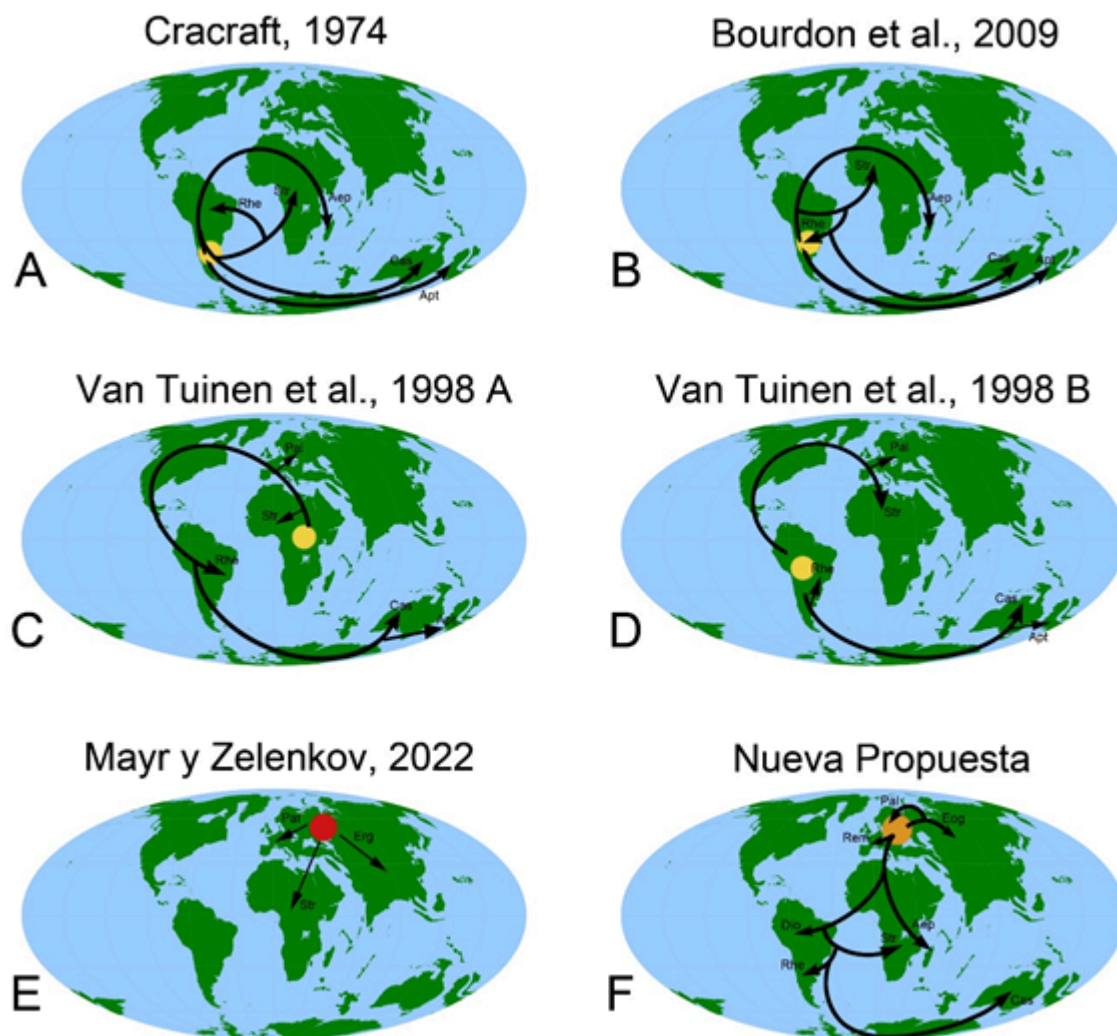 Cracraft, 1974
Bourdon et al., 2009
Str
Rhe
Aep
Cas
Apt
A
Str
Aep
Rhe
Cas
Apt
B
Van Tuinen et al., 1998 A
Van Tuinen et al., 1998 B
Pal
Str
Rhe
Cas
C
Pal
Str
Rhe
Cas
Apt
D
Mayr y Zelenkov, 2022
Nueva Propuesta
Erg
Str
E
Pal
Eog
Rem
Dio
Str
Aep
Rhe
Cas
F